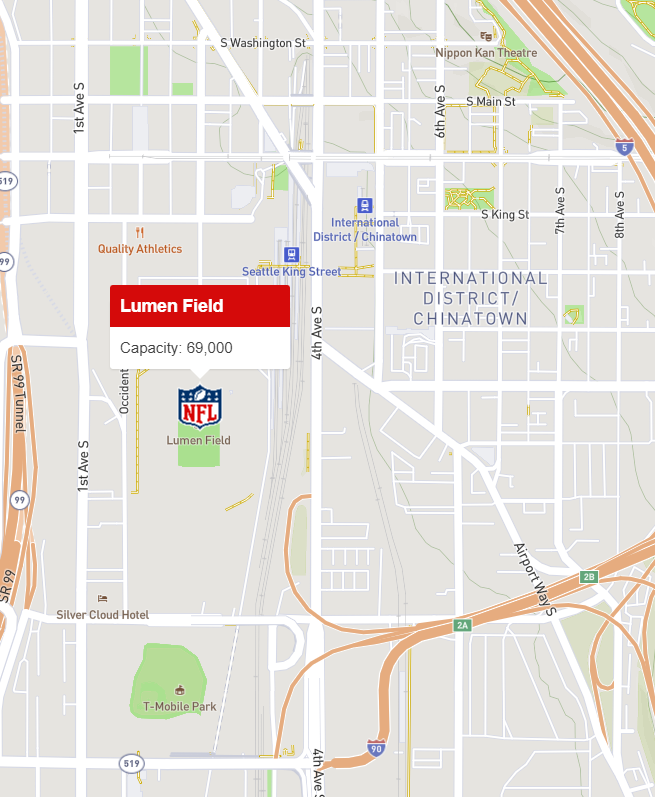 S Washington St
Nippon Kan Theatre
1st Ave S
6th Ave S
S Main St
5
519
7th Ave S
8th Ave S
S King St
International
District / Chinatown
Quality Athletics
99
Seattle King Street
INTERNATIONAL
DISTRICT/
CHINATOWN
Lumen Field
Capacity: 69,000
4th Ave S
SR 99 Tunnel
Occident
NFL
Lumen Field
1st Ave S
99
Airport Way S
SR 99
2B
Silver Cloud Hotel
2A
T-Mobile Park
90
519
4th Ave S